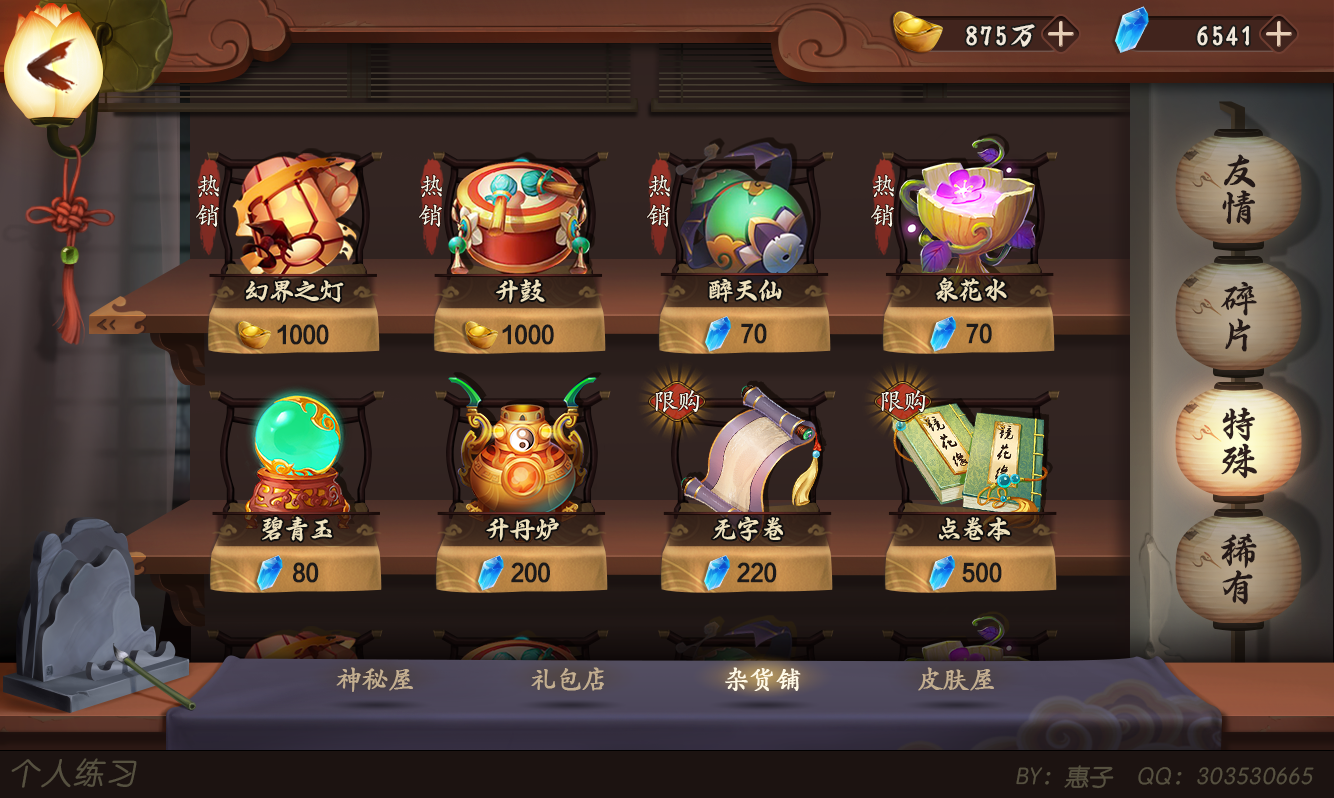 875万
6541
热销
热销
热销
热销
幻界之灯
升鼓
醉天仙
泉花水
1000
1000
70
70
限购
限购
镜花缘
镜花缘
碧青玉
升丹炉
无字卷
点卷本
80
200
220
500
友情
碎片
特殊
稀有
神秘屋
礼包店
杂货铺
皮肤屋
个人练习
BY：惠子 QQ：303530665